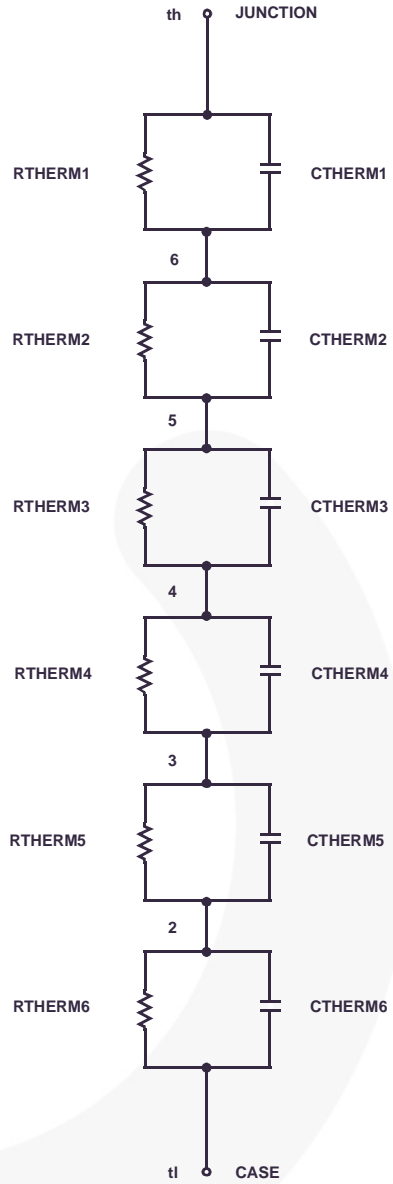 th JUNCTION
RTHERM1 CTHERM1
6
RTHERM2 CTHERM2
5
RTHERM3 CTHERM3
4
RTHERM4 CTHERM4
3
RTHERM5 CTHERM5
2
RTHERM6 CTHERM6
tl CASE